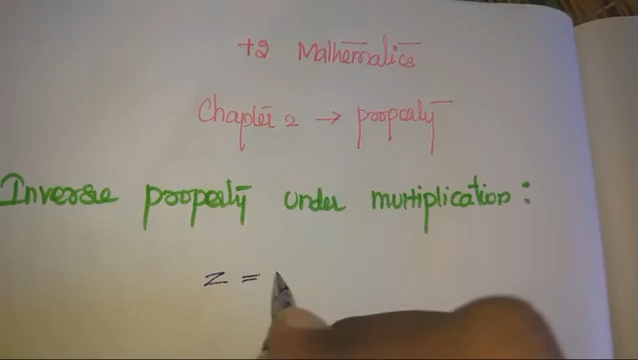 +2 Mathematics
Chapter 2 → property
Inverse property under multiplication:
z =